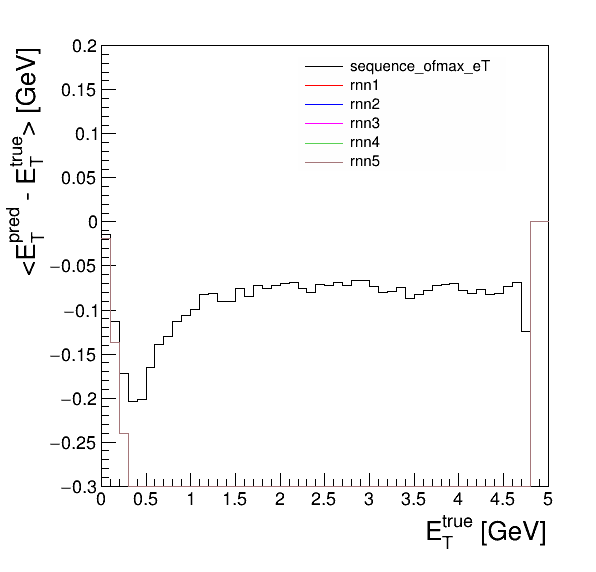 <E_T^pred - E_T^true> [GeV]
0.2
0.15
0.1
0.05
0
−0.05
−0.1
−0.15
−0.2
−0.25
−0.3
sequence_ofmax_eT
rnn1
rnn2
rnn3
rnn4
rnn5
0 0.5 1 1.5 2 2.5 3 3.5 4 4.5 5
E_T^true [GeV]